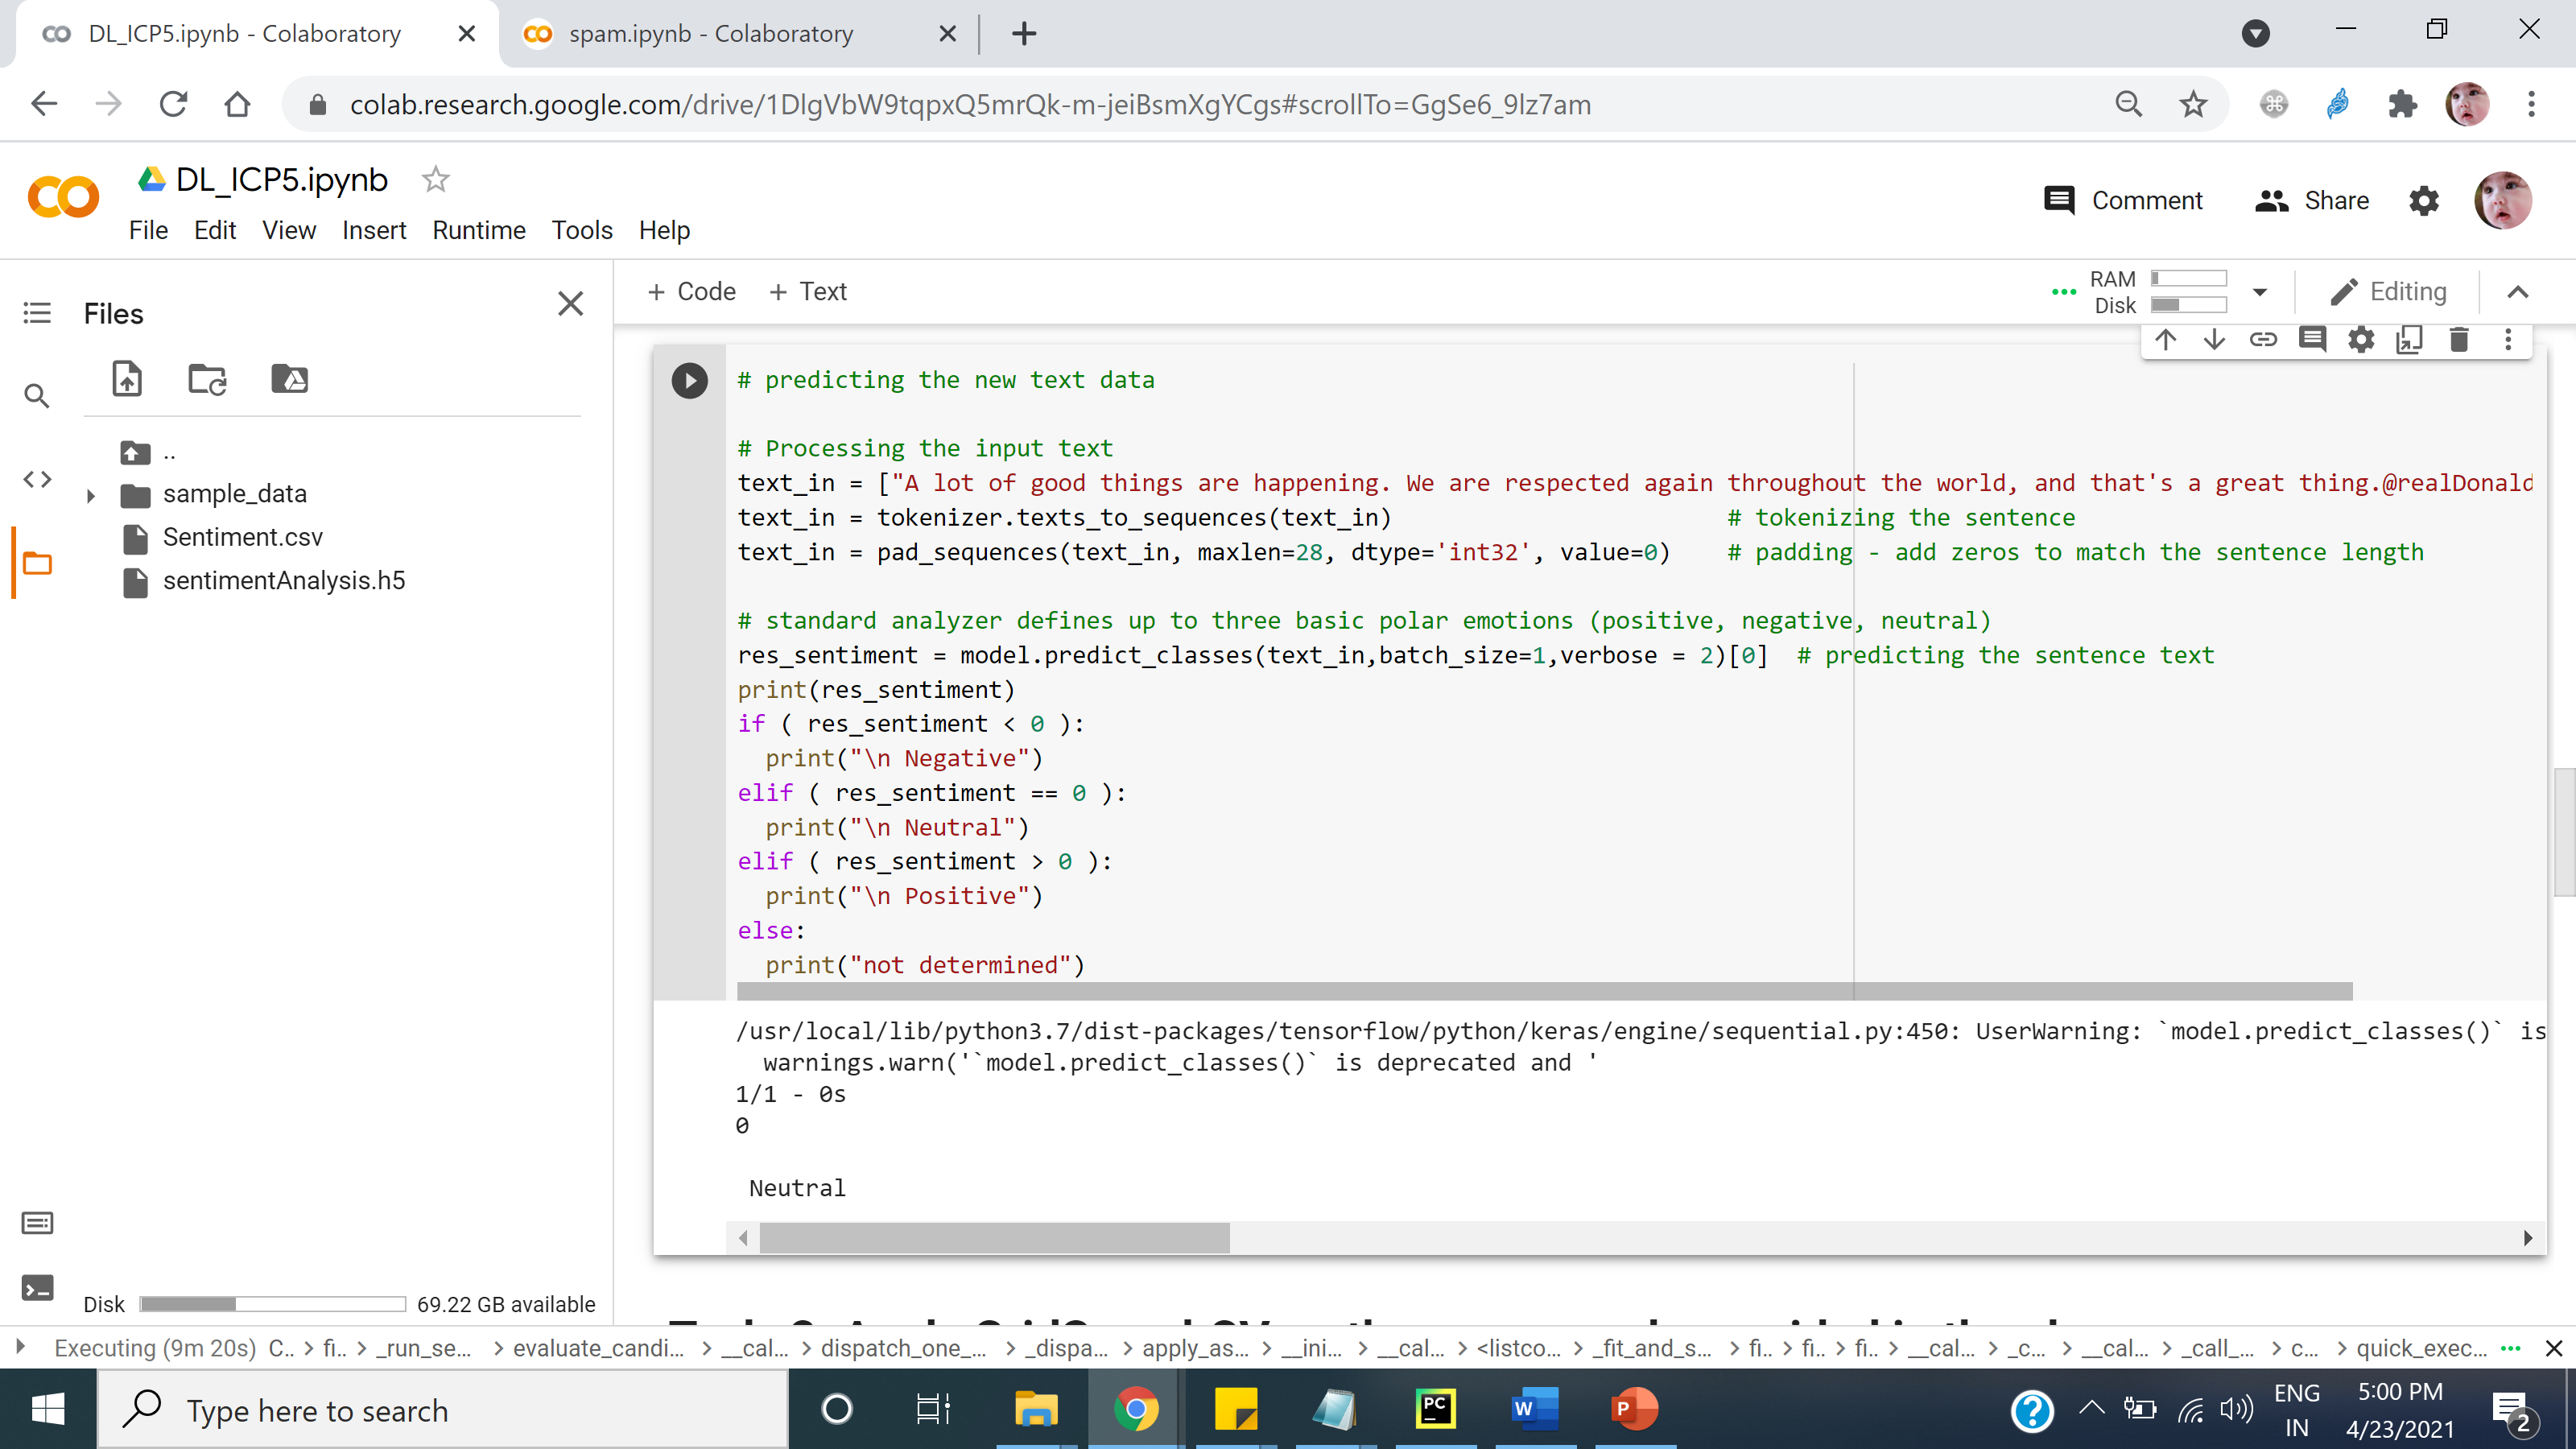 DL_ICP5.ipynb - Colaboratory
spam.ipynb - Colaboratory
colab.research.google.com/drive/1DlgVbW9tqpxQ5mrQk-m-jeiBsmXgYCgs#scrollTo=GgSe6_9lz7am
DL_ICP5.ipynb
Comment
Share
File Edit View Insert Runtime Tools Help
Files
+ Code + Text
RAM
Disk
Editing
..
sample_data
Sentiment.csv
sentimentAnalysis.h5
# predicting the new text data
# Processing the input text
text_in = ["A lot of good things are happening. We are respected again throughout the world, and that's a great thing.@realDonald
text_in = tokenizer.texts_to_sequences(text_in) # tokenizing the sentence
text_in = pad_sequences(text_in, maxlen=28, dtype='int32', value=0) # padding - add zeros to match the sentence length
# standard analyzer defines up to three basic polar emotions (positive, negative, neutral)
res_sentiment = model.predict_classes(text_in,batch_size=1,verbose = 2)[0] # predicting the sentence text
print(res_sentiment)
if ( res_sentiment < 0 ):
print("\n Negative")
elif ( res_sentiment == 0 ):
print("\n Neutral")
elif ( res_sentiment > 0 ):
print("\n Positive")
else:
print("not determined")
/usr/local/lib/python3.7/dist-packages/tensorflow/python/keras/engine/sequential.py:450: UserWarning: `model.predict_classes()` is
warnings.warn('`model.predict_classes()` is deprecated and '
1/1 - 0s
0
Neutral
Disk 69.22 GB available
Executing (9m 20s) C... > fi... > _run_se... > evaluate_candi... > __cal... > dispatch_one_... > _dispa... > apply_as... > __ini... > __cal... > <listco... > _fit_and_s... > fi... > fi... > fi... > __cal... > _c... > __cal... > _call_... > c... > quick_exec...
Type here to search
ENG
IN
5:00 PM
4/23/2021
2